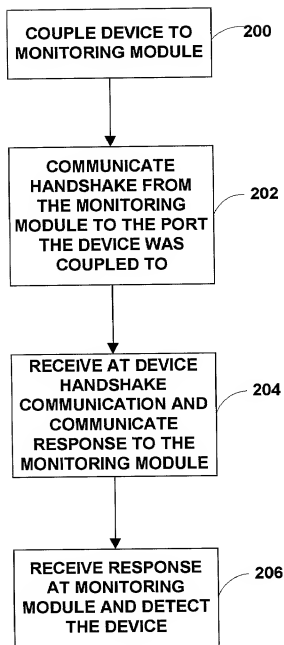 COUPLE DEVICE TO
MONITORING MODULE
200
COMMUNICATE
HANDSHAKE FROM
THE MONITORING
MODULE TO THE PORT
THE DEVICE WAS
COUPLED TO
202
RECEIVE AT DEVICE
HANDSHAKE
COMMUNICATION AND
COMMUNICATE
RESPONSE TO THE
MONITORING MODULE
204
RECEIVE RESPONSE
AT MONITORING
MODULE AND DETECT
THE DEVICE
206